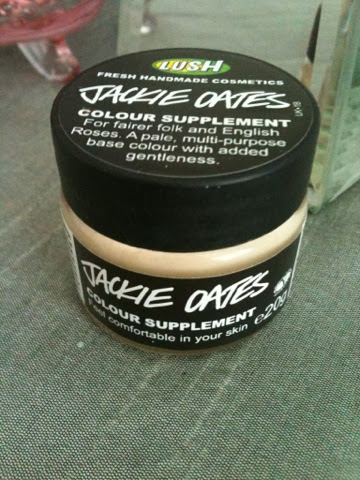 LUSH
FRESH HANDMADE COSMETICS
JACKIE OATES
COLOUR SUPPLEMENT
For fairer folk and English
Roses. A pale, multi-purpose
base colour with added
gentleness.
JACKIE OATES
COLOUR SUPPLEMENT
Feel comfortable in your skin
e20g